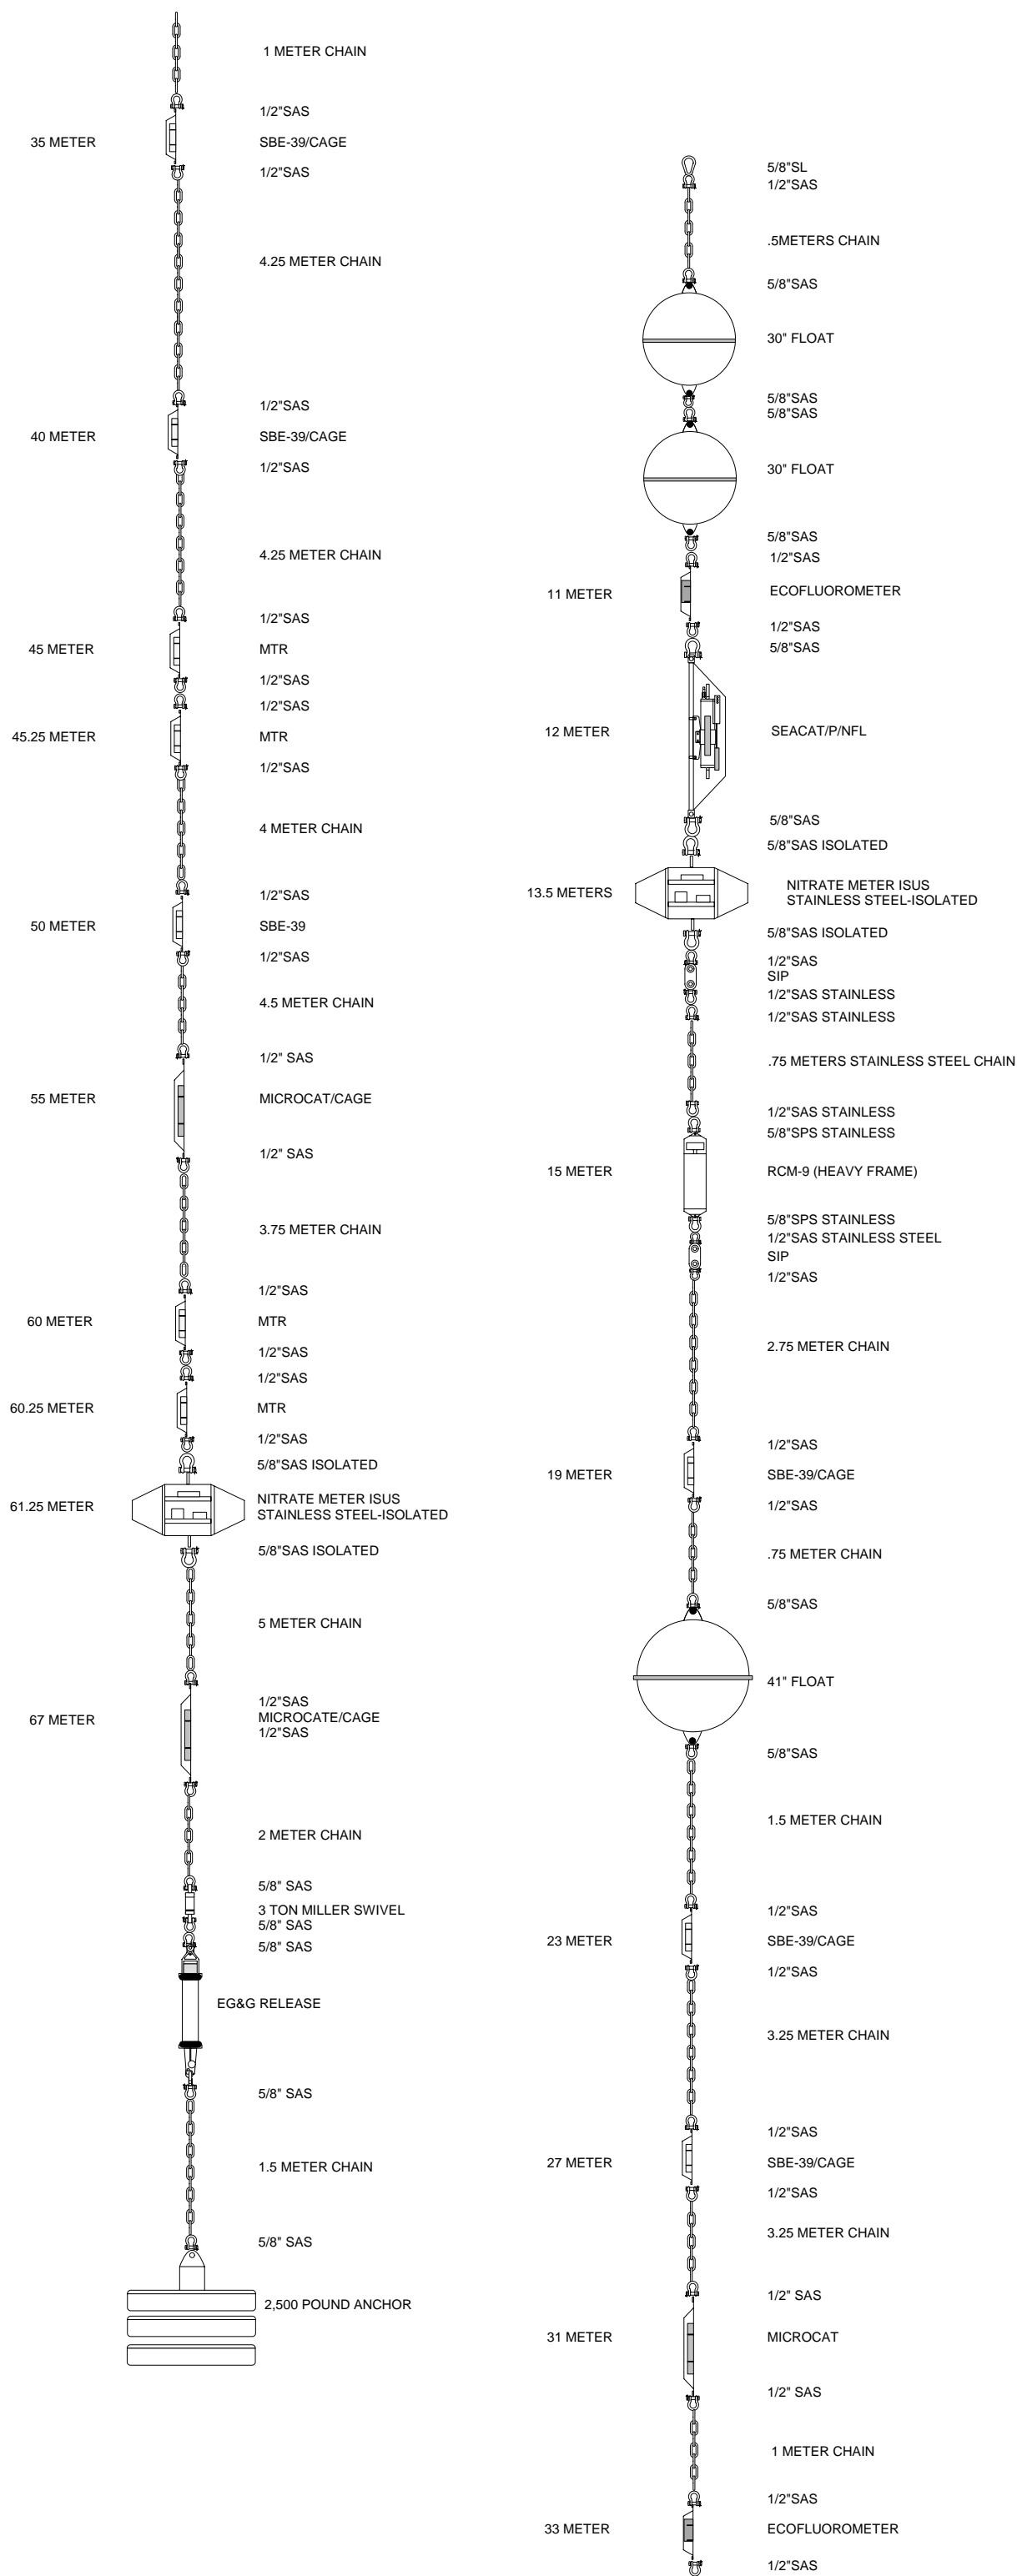 1 METER CHAIN
1/2"SAS
35 METER
SBE-39/CAGE
1/2"SAS
4.25 METER CHAIN
1/2"SAS
40 METER
SBE-39/CAGE
1/2"SAS
4.25 METER CHAIN
1/2"SAS
45 METER
MTR
1/2"SAS
1/2"SAS
45.25 METER
MTR
1/2"SAS
4 METER CHAIN
1/2"SAS
50 METER
SBE-39
1/2"SAS
4.5 METER CHAIN
1/2" SAS
55 METER
MICROCAT/CAGE
1/2" SAS
3.75 METER CHAIN
1/2"SAS
60 METER
MTR
1/2"SAS
1/2"SAS
60.25 METER
MTR
1/2"SAS
5/8"SAS ISOLATED
61.25 METER
NITRATE METER ISUS
STAINLESS STEEL-ISOLATED
5/8"SAS ISOLATED
5 METER CHAIN
1/2"SAS
67 METER
MICROCATE/CAGE
1/2"SAS
2 METER CHAIN
5/8" SAS
3 TON MILLER SWIVEL
5/8" SAS
5/8" SAS
EG&G RELEASE
5/8" SAS
1.5 METER CHAIN
5/8" SAS
2,500 POUND ANCHOR
5/8"SL
1/2"SAS
.5METERS CHAIN
5/8"SAS
30" FLOAT
5/8"SAS
5/8"SAS
30" FLOAT
5/8"SAS
1/2"SAS
11 METER
ECOFLUOROMETER
1/2"SAS
5/8"SAS
12 METER
SEACAT/P/NFL
5/8"SAS
5/8"SAS ISOLATED
13.5 METERS
NITRATE METER ISUS
STAINLESS STEEL-ISOLATED
5/8"SAS ISOLATED
1/2"SAS
SIP
1/2"SAS STAINLESS
1/2"SAS STAINLESS
.75 METERS STAINLESS STEEL CHAIN
1/2"SAS STAINLESS
5/8"SPS STAINLESS
15 METER
RCM-9 (HEAVY FRAME)
5/8"SPS STAINLESS
1/2"SAS STAINLESS STEEL
SIP
1/2"SAS
2.75 METER CHAIN
1/2"SAS
19 METER
SBE-39/CAGE
1/2"SAS
.75 METER CHAIN
5/8"SAS
41" FLOAT
5/8"SAS
1.5 METER CHAIN
1/2"SAS
23 METER
SBE-39/CAGE
1/2"SAS
3.25 METER CHAIN
1/2"SAS
27 METER
SBE-39/CAGE
1/2"SAS
3.25 METER CHAIN
1/2" SAS
31 METER
MICROCAT
1/2" SAS
1 METER CHAIN
1/2"SAS
33 METER
ECOFLUOROMETER
1/2"SAS